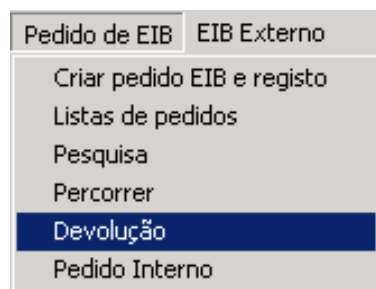 Pedido de EIB EIB Externo
Criar pedido EIB e registo
Listas de pedidos
Pesquisa
Percorrer
Devolução
Pedido Interno